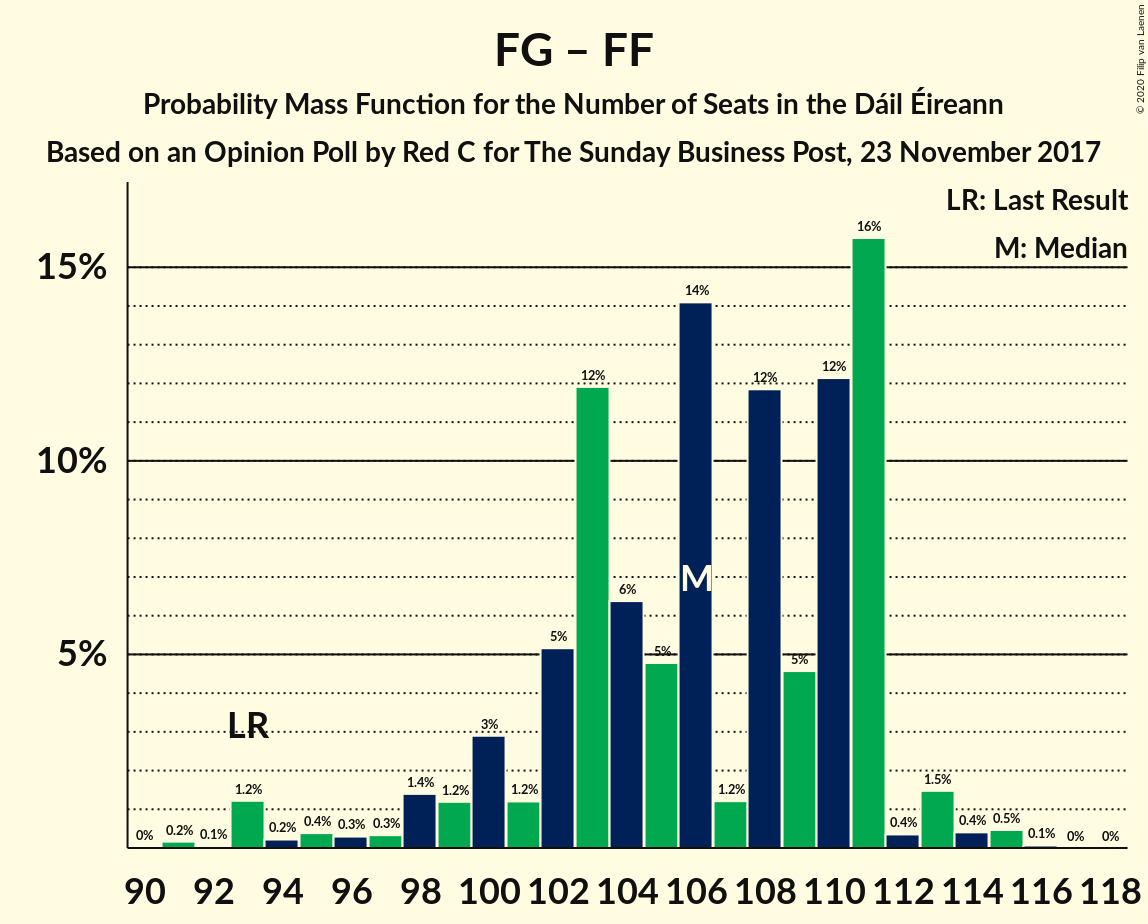 FG – FF
Probability Mass Function for the Number of Seats in the Dáil Éireann
Based on an Opinion Poll by Red C for The Sunday Business Post, 23 November 2017
© 2020 Filip van Laenen
LR: Last Result
M: Median
15%
10%
5%
0% 0.2% 0.1% 1.2% 0.2% 0.4% 0.3% 0.3% 1.4% 1.2% 3% 1.2% 5% 12% 6% 5% 14% 1.2% 12% 5% 12% 16% 0.4% 1.5% 0.4% 0.5% 0.1% 0% 0%
LR
M
90 92 94 96 98 100 102 104 106 108 110 112 114 116 118